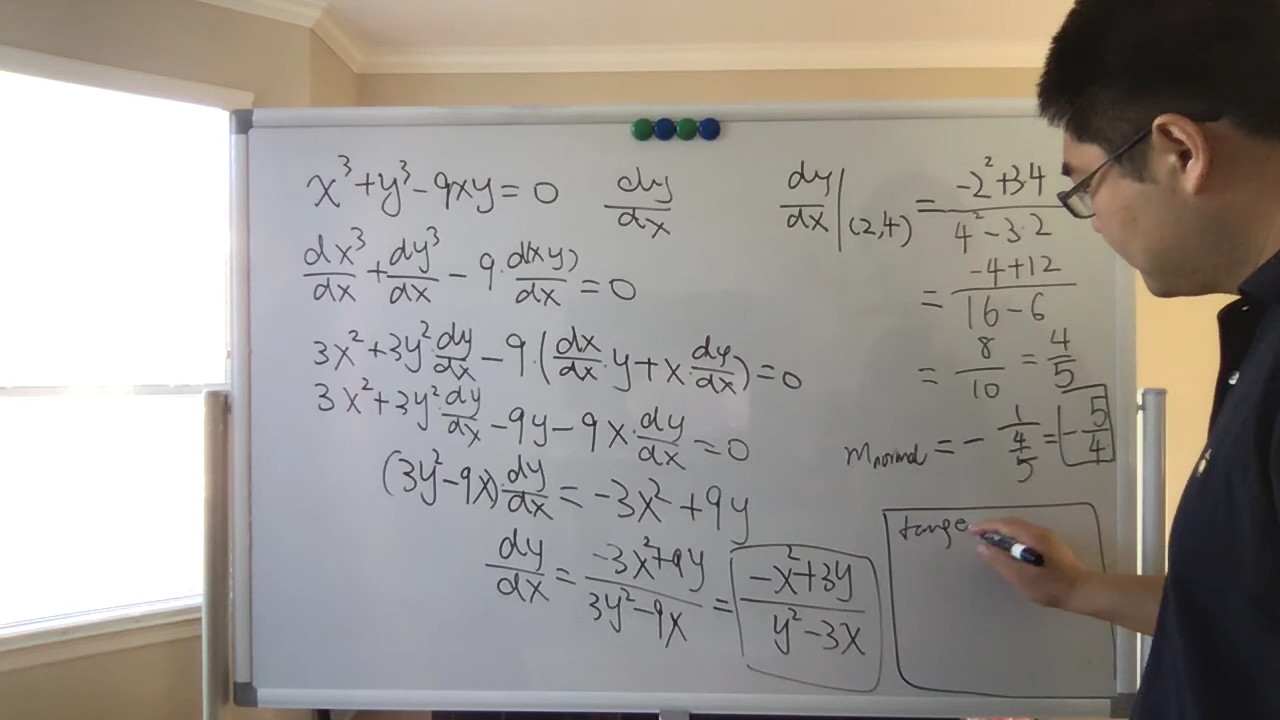 x³+y³-9xy=0 dy/dx
dx³/dx + dy³/dx - 9·d(xy)/dx = 0
3x²+3y²dy/dx - 9·(dx/dx·y+x dy/dx)=0
3x²+3y²·dy/dx - 9y - 9x·dy/dx = 0
(3y²-9x)·dy/dx = -3x²+9y
dy/dx = (-3x²+9y)/(3y²-9x) = (-x²+3y)/(y²-3x)
dy/dx|(2,4) = (-2²+3·4)/(4²-3·2)
= (-4+12)/(16-6)
= 8/10 = 4/5
m normal = - 1/(4/5) = -5/4
tange